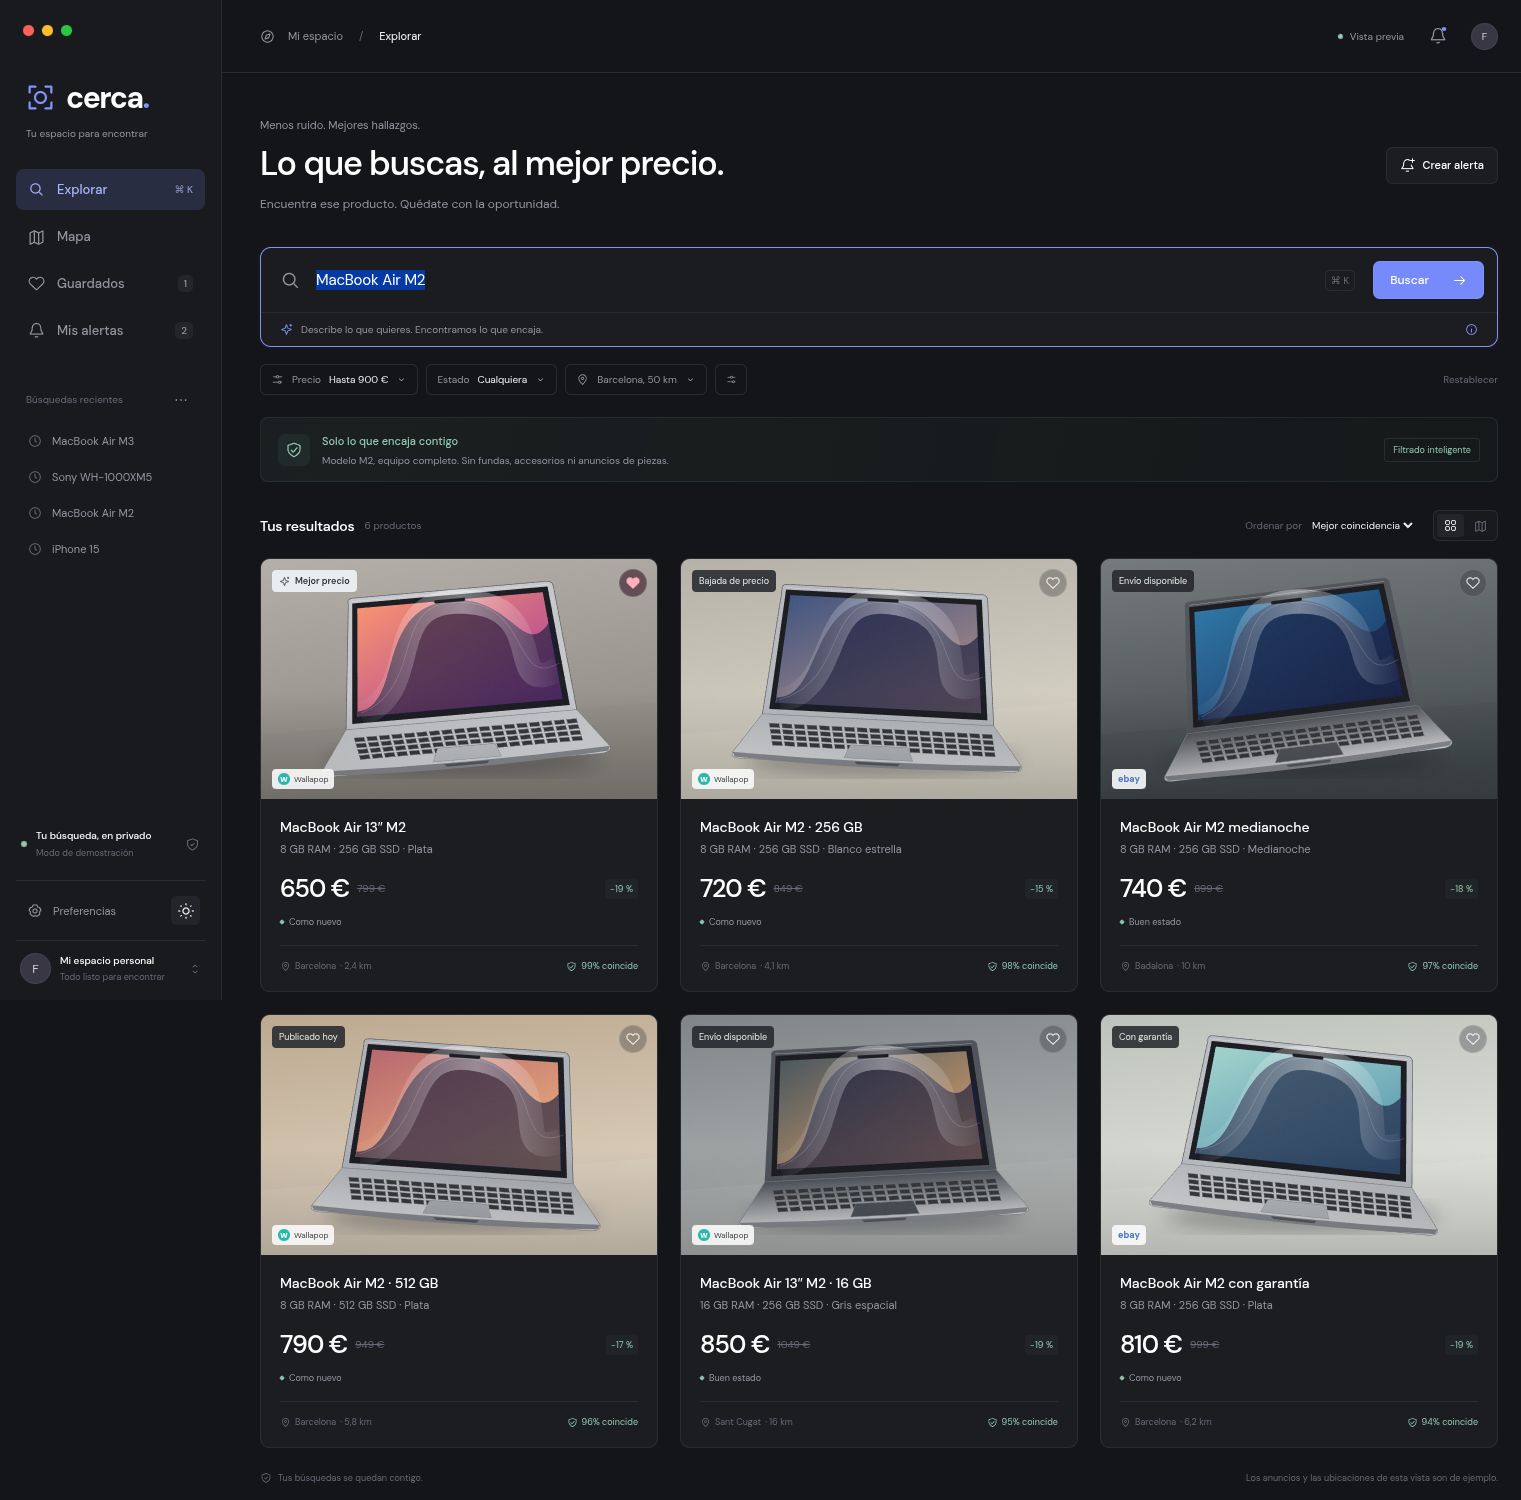 Mi espacio / Explorar
Vista previa
F
cerca.
Tu espacio para encontrar
Explorar ⌘ K
Mapa
Guardados 1
Mis alertas 2
Búsquedas recientes ...
MacBook Air M3
Sony WH-1000XM5
MacBook Air M2
iPhone 15
Tu búsqueda, en privado
Modo de demostración
Preferencias
F
Mi espacio personal
Todo listo para encontrar
Menos ruido. Mejores hallazgos.
Lo que buscas, al mejor precio.
Encuentra ese producto. Quédate con la oportunidad.
Crear alerta
MacBook Air M2
⌘ K
Buscar
Describe lo que quieres. Encontramos lo que encaja.
Precio Hasta 900 €
Estado Cualquiera
Barcelona, 50 km
Restablecer
Solo lo que encaja contigo
Modelo M2, equipo completo. Sin fundas, accesorios ni anuncios de piezas.
Filtrado inteligente
Tus resultados 6 productos
Ordenar por Mejor coincidencia
Mejor precio
W Wallapop
MacBook Air 13″ M2
8 GB RAM · 256 GB SSD · Plata
650 € 799 € -19 %
Como nuevo
Barcelona · 2,4 km
99% coincide
Bajada de precio
W Wallapop
MacBook Air M2 · 256 GB
8 GB RAM · 256 GB SSD · Blanco estrella
720 € 849 € -15 %
Como nuevo
Barcelona · 4,1 km
98% coincide
Envío disponible
ebay
MacBook Air M2 medianoche
8 GB RAM · 256 GB SSD · Medianoche
740 € 899 € -18 %
Buen estado
Badalona · 10 km
97% coincide
Publicado hoy
W Wallapop
MacBook Air M2 · 512 GB
8 GB RAM · 512 GB SSD · Plata
790 € 949 € -17 %
Como nuevo
Barcelona · 5,8 km
96% coincide
Envío disponible
W Wallapop
MacBook Air 13″ M2 · 16 GB
16 GB RAM · 256 GB SSD · Gris espacial
850 € 1049 € -19 %
Buen estado
Sant Cugat · 16 km
95% coincide
Con garantía
ebay
MacBook Air M2 con garantía
8 GB RAM · 256 GB SSD · Plata
810 € 999 € -19 %
Como nuevo
Barcelona · 6,2 km
94% coincide
Tus búsquedas se quedan contigo.
Los anuncios y las ubicaciones de esta vista son de ejemplo.